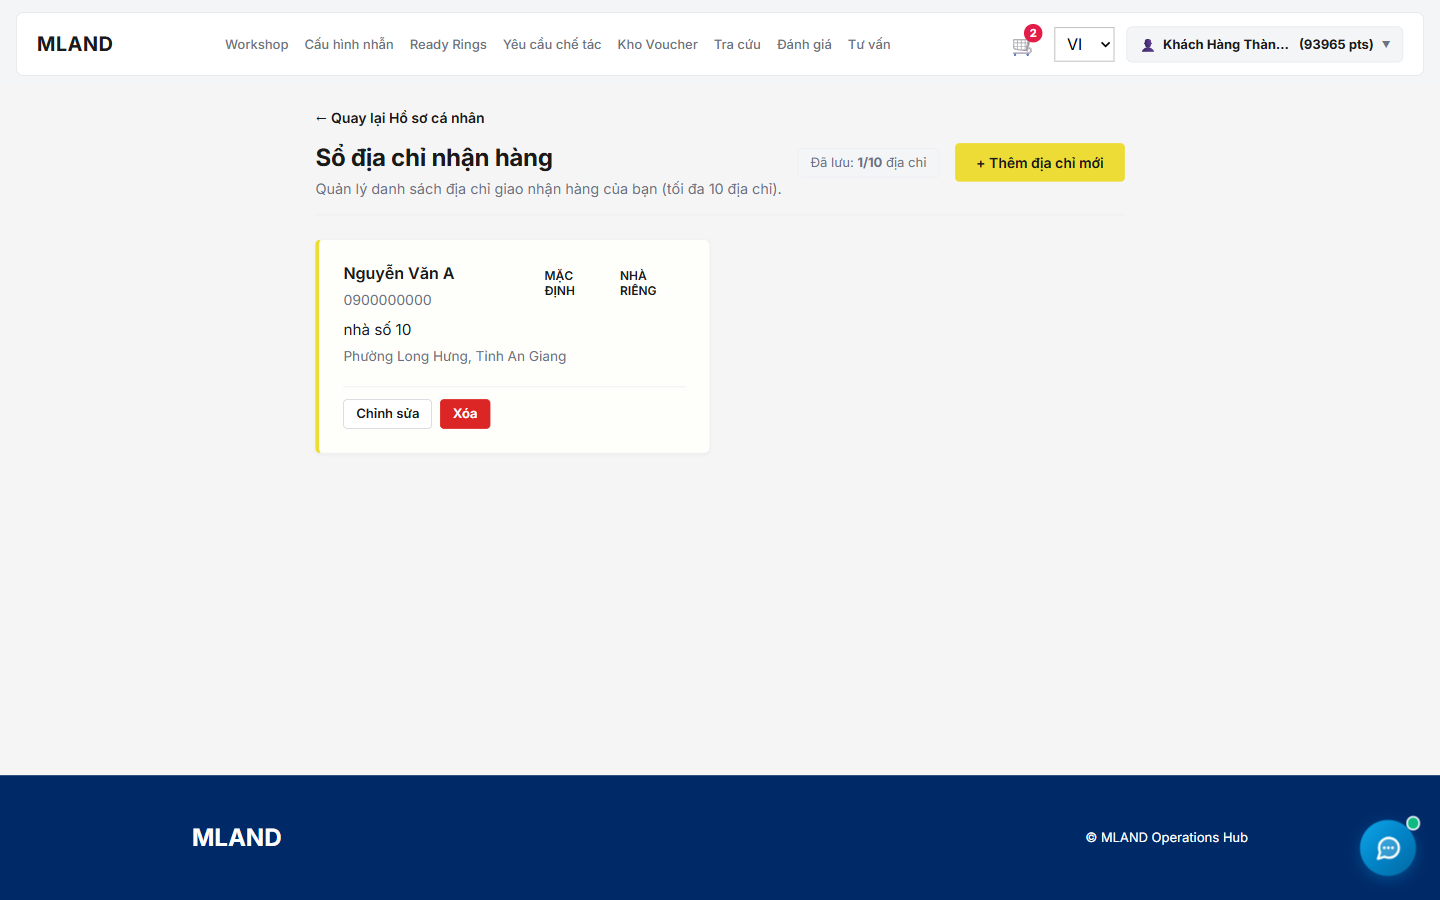 MLAND
Workshop
Cấu hình nhẫn
Ready Rings
Yêu cầu chế tác
Kho Voucher
Tra cứu
Đánh giá
Tư vấn
2
VI
Khách Hàng Thàn... (93965 pts) ▼
← Quay lại Hồ sơ cá nhân
Sổ địa chỉ nhận hàng
Quản lý danh sách địa chỉ giao nhận hàng của bạn (tối đa 10 địa chỉ).
Đã lưu: 1/10 địa chỉ
+ Thêm địa chỉ mới
Nguyễn Văn A
MẶC
ĐỊNH
NHÀ
RIÊNG
0900000000
nhà số 10
Phường Long Hưng, Tỉnh An Giang
Chỉnh sửa
Xóa
MLAND
© MLAND Operations Hub